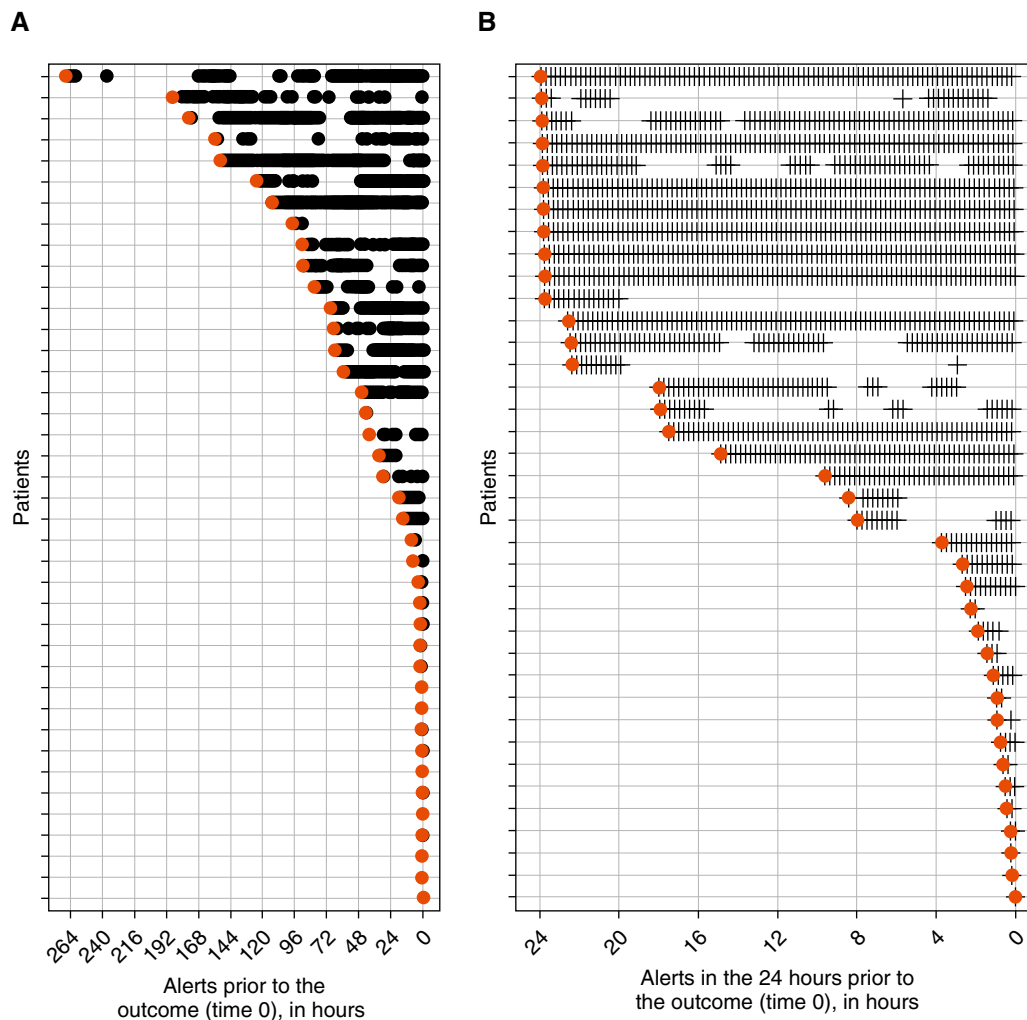 A
B
Patients
264 240 216 192 168 144 120 96 72 48 24 0
Alerts prior to the
outcome (time 0), in hours
Patients
24 20 16 12 8 4 0
Alerts in the 24 hours prior to
the outcome (time 0), in hours